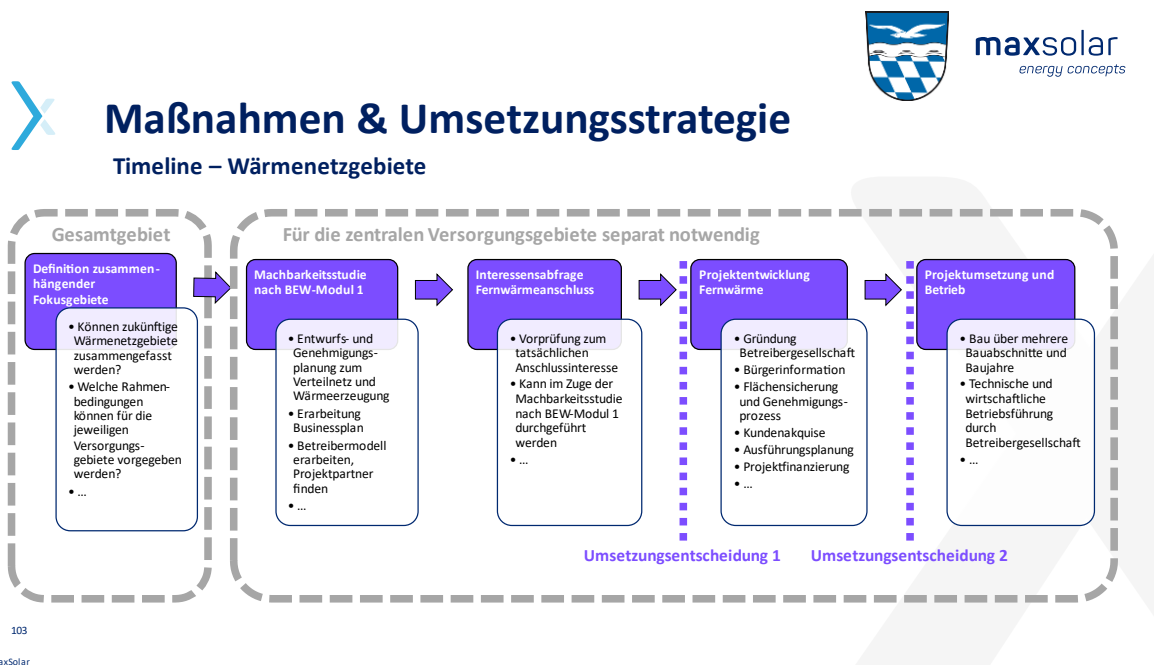 maxsolar
energy concepts
Maßnahmen & Umsetzungsstrategie
Timeline – Wärmenetzgebiete
Gesamtgebiet
Definition zusammen-
hängender
Fokusgebiete
• Können zukünftige
Wärmenetzgebiete
zusammengefasst
werden?
• Welche Rahmen-
bedingungen
können für die
jeweiligen
Versorgungs-
gebiete vorgegeben
werden?
• ...
Für die zentralen Versorgungsgebiete separat notwendig
Machbarkeitsstudie
nach BEW-Modul 1
• Entwurfs- und
Genehmigungs-
planung zum
Verteilnetz und
Wärmeerzeugung
• Erarbeitung
Businessplan
• Betreibermodell
erarbeiten,
Projektpartner
finden
• ...
Interessensabfrage
Fernwärmeanschluss
• Vorprüfung zum
tatsächlichen
Anschlussinteresse
• Kann im Zuge der
Machbarkeitsstudie
nach BEW-Modul 1
durchgeführt
werden
• ...
Projektentwicklung
Fernwärme
• Gründung
Betreibergesellschaft
• Bürgerinformation
• Flächensicherung
und Genehmigungs-
prozess
• Kundenakquise
• Ausführungsplanung
• Projektfinanzierung
• ...
Projektumsetzung und
Betrieb
• Bau über mehrere
Bauabschnitte und
Baujahre
• Technische und
wirtschaftliche
Betriebsführung
durch
Betreibergesellschaft
• ...
Umsetzungsentscheidung 1
Umsetzungsentscheidung 2
103
axSolar